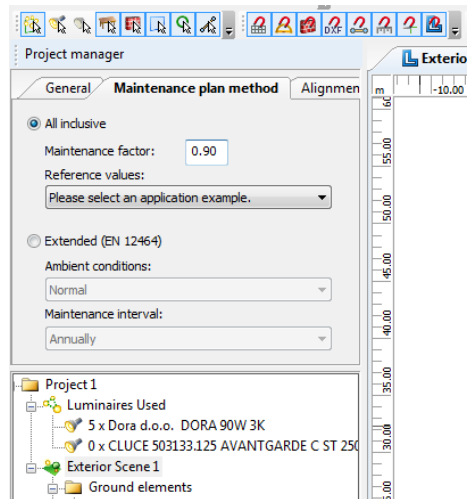 DXF
Project manager
Exterio
General Maintenance plan method Alignmen
m -10.00
60
All inclusive
Maintenance factor: 0.90
55.00
Reference values:
Please select an application example.
50.00
Extended (EN 12464)
Ambient conditions:
45.00
Normal
Maintenance interval:
40.00
Annually
Project 1
35.00
Luminaires Used
5 x Dora d.o.o. DORA 90W 3K
0 x CLUCE 503133.125 AVANTGARDE C ST 250
30.00
Exterior Scene 1
Ground elements
5.00